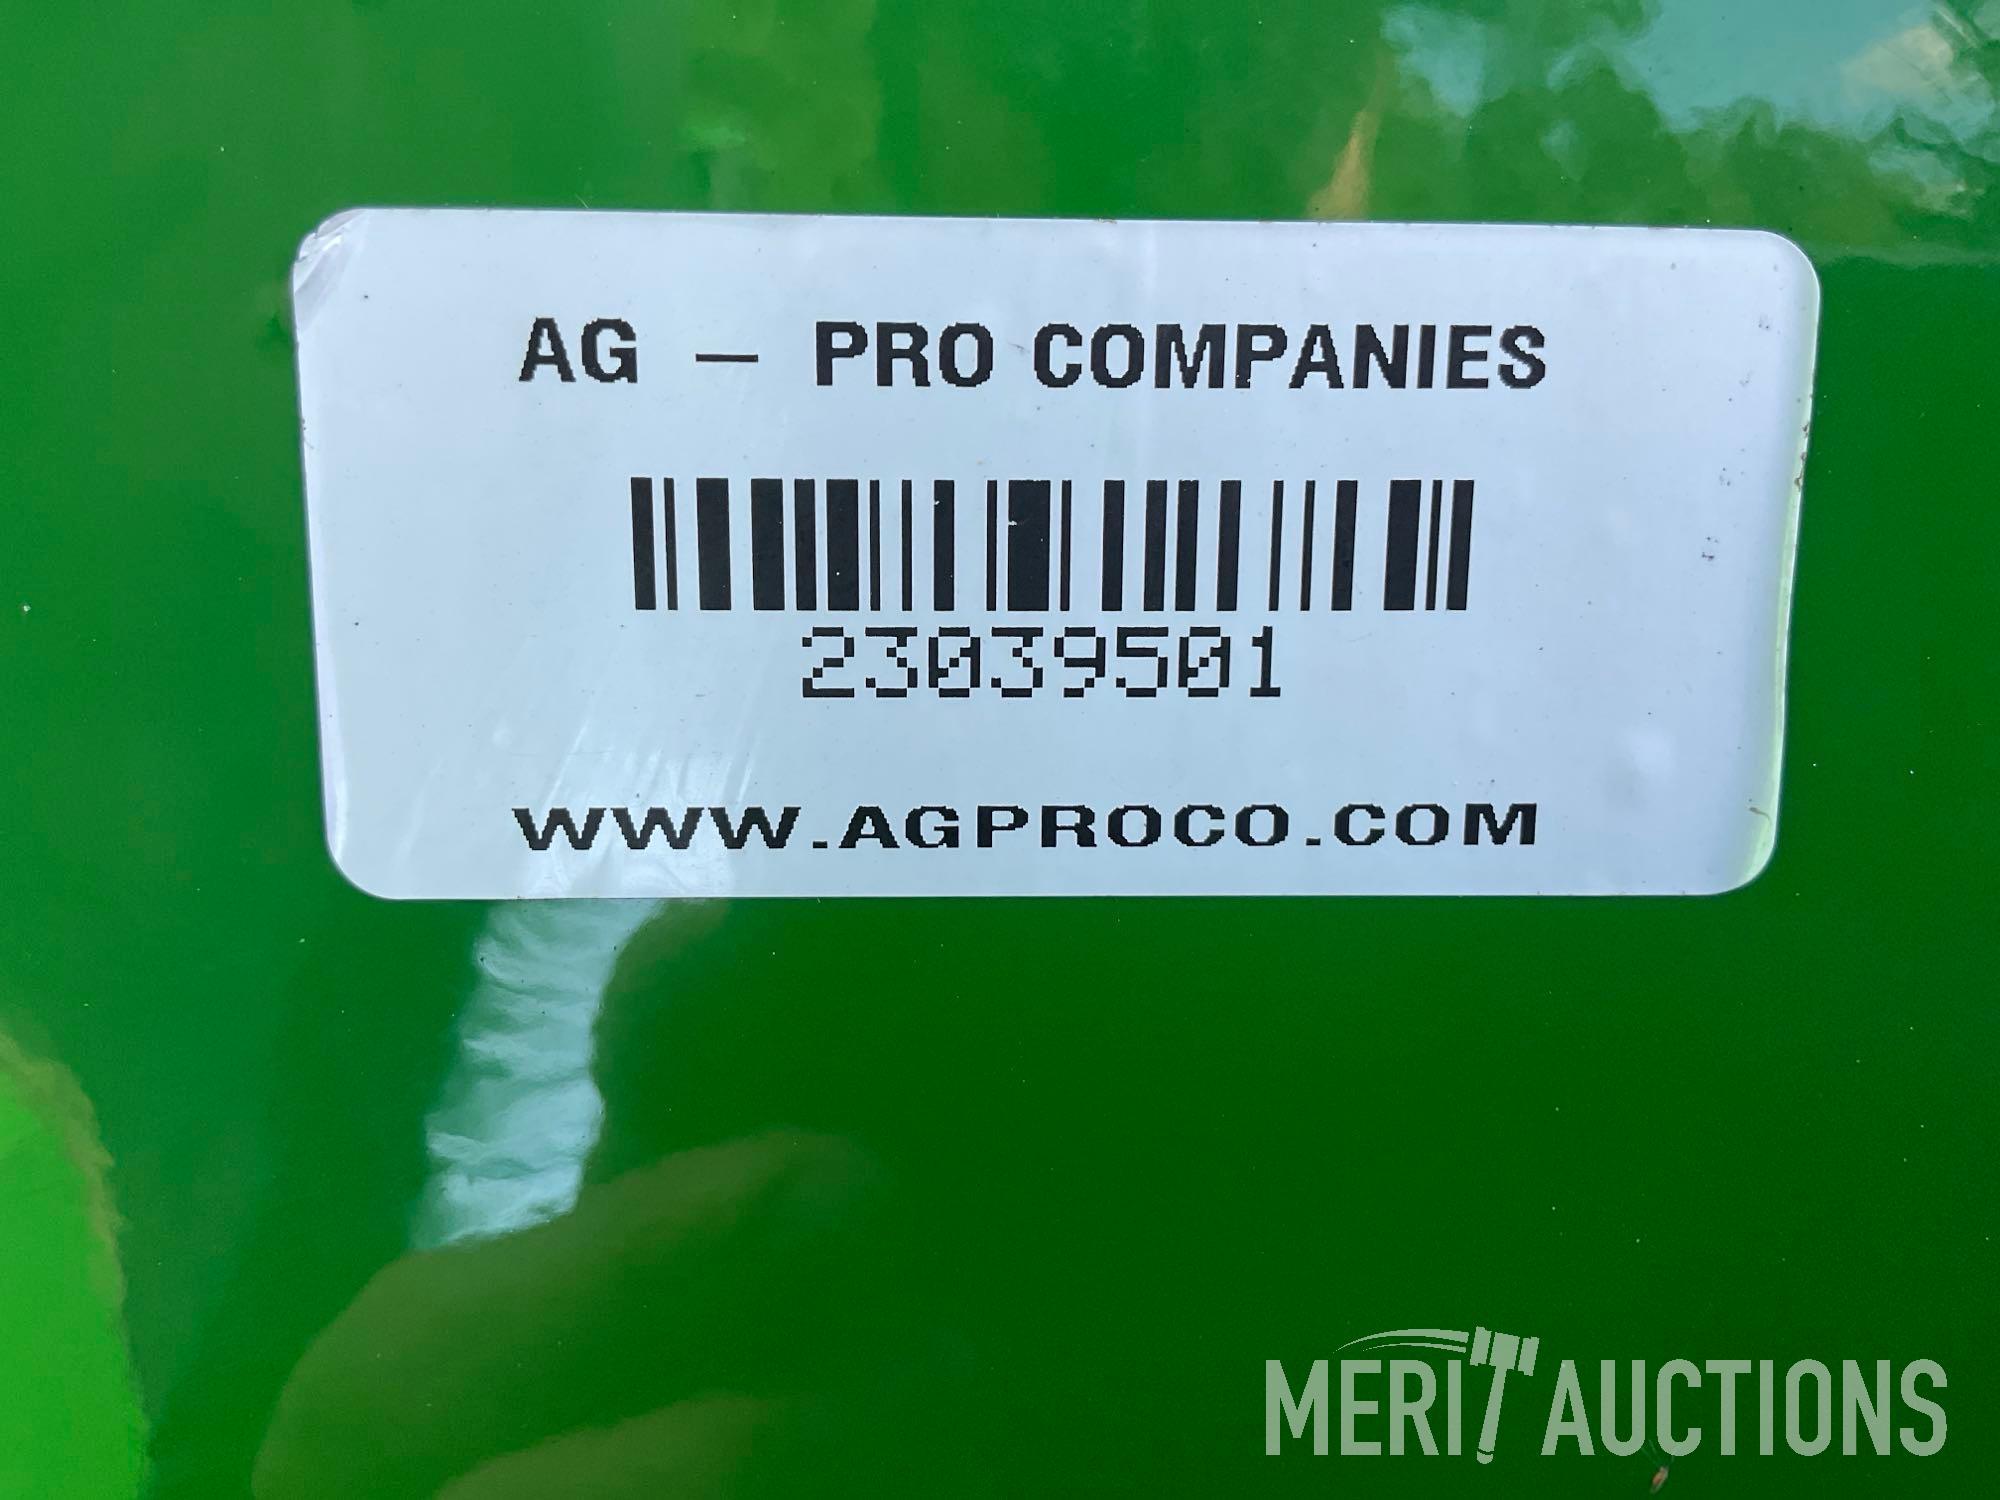 AG – PRO COMPANIES
23039501
WWW.AGPROCO.COM
MERIT AUCTIONS